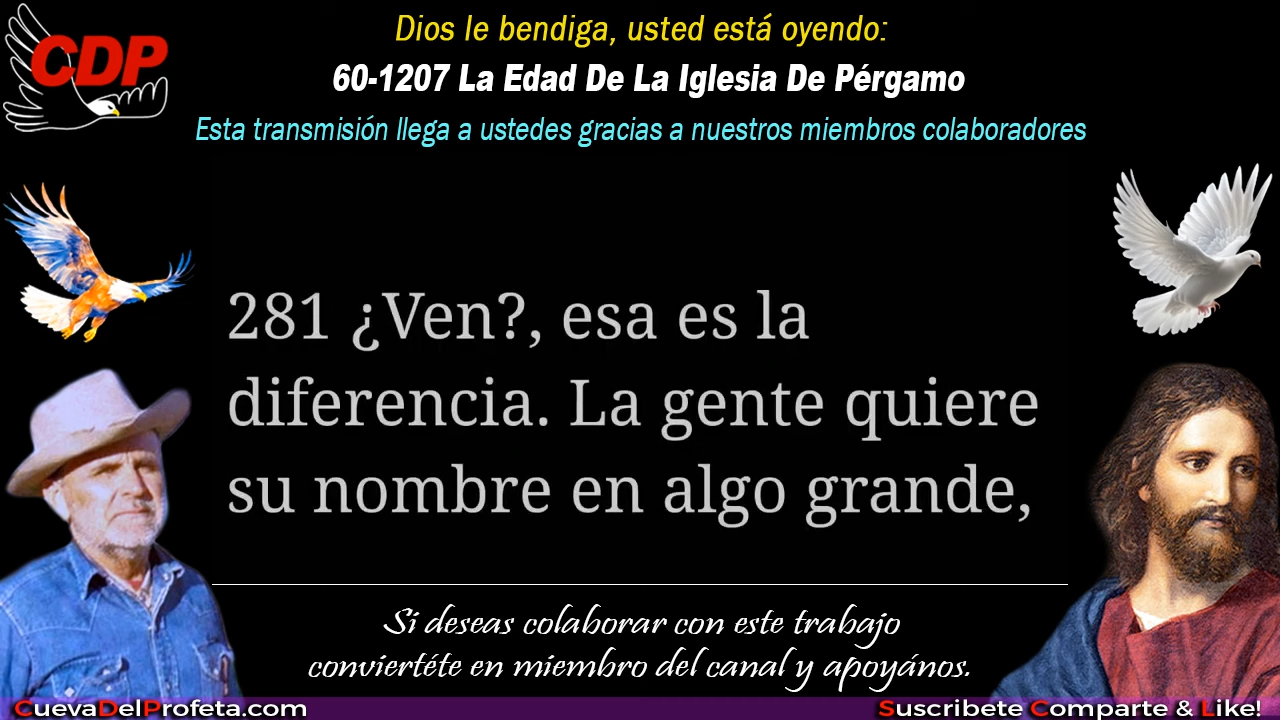 CDP
Dios le bendiga, usted está oyendo:
60-1207 La Edad De La Iglesia De Pérgamo
Esta transmisión llega a ustedes gracias a nuestros miembros colaboradores
281 ¿Ven?, esa es la
diferencia. La gente quiere
su nombre en algo grande,
Si deseas colaborar con este trabajo
conviertéte en miembro del canal y apoyános.
CuevaDelProfeta.com
Suscribete Comparte & Like!